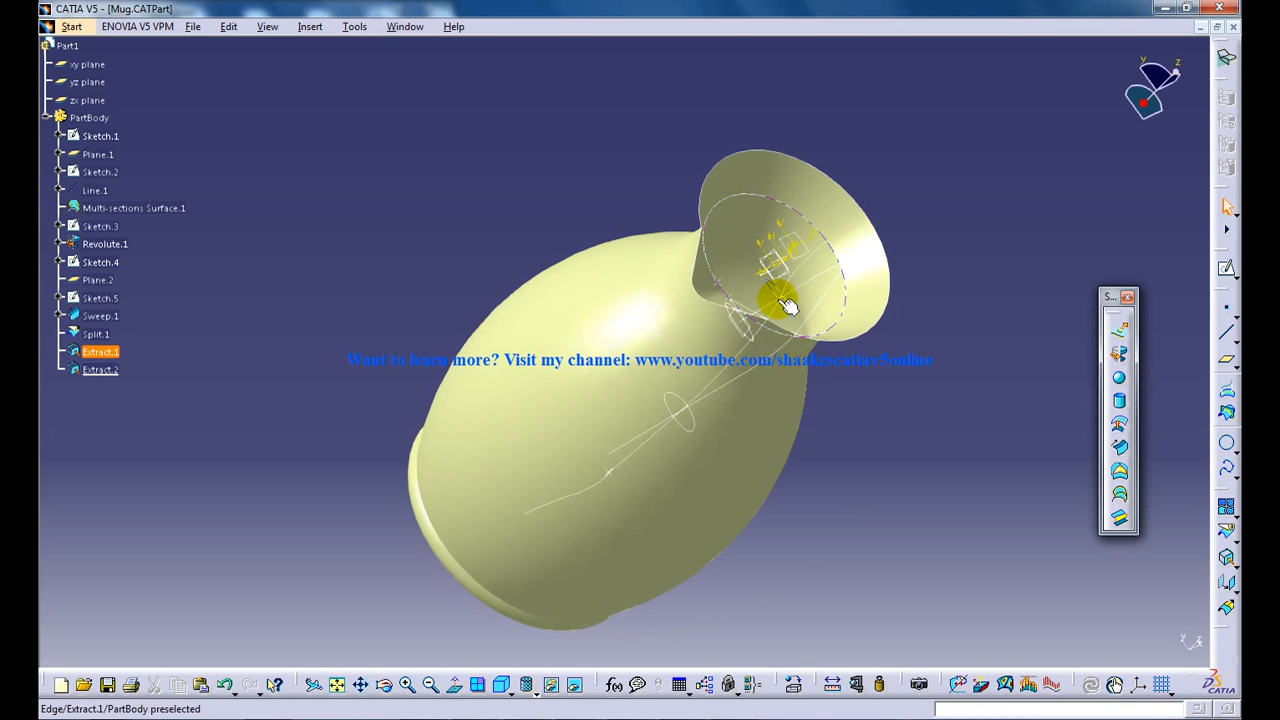 CATIA V5 - [Mug.CATPart]
Start ENOVIA V5 VPM File Edit View Insert Tools Window Help
Part1
xy plane
yz plane
zx plane
PartBody
Sketch.1
Plane.1
Sketch.2
Line.1
Multi-sections Surface.1
Sketch.3
Revolute.1
Sketch.4
Plane.2
Sketch.5
Sweep.1
Split.1
Extract.1
Extract.2
S...
Want to learn more? Visit my channel: www.youtube.com/shaakzscatiav5online
f(x)
CATIA
Edge/Extract.1/PartBody preselected